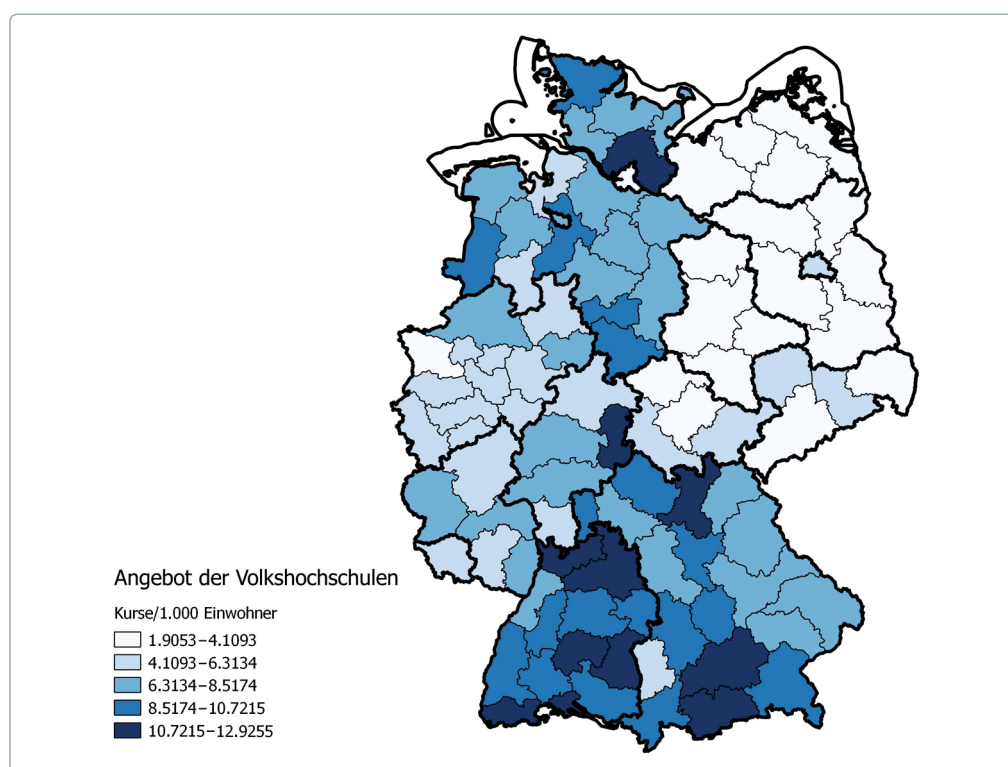 Angebot der Volkshochschulen
Kurse/1.000 Einwohner
1.9053–4.1093
4.1093–6.3134
6.3134–8.5174
8.5174–10.7215
10.7215–12.9255